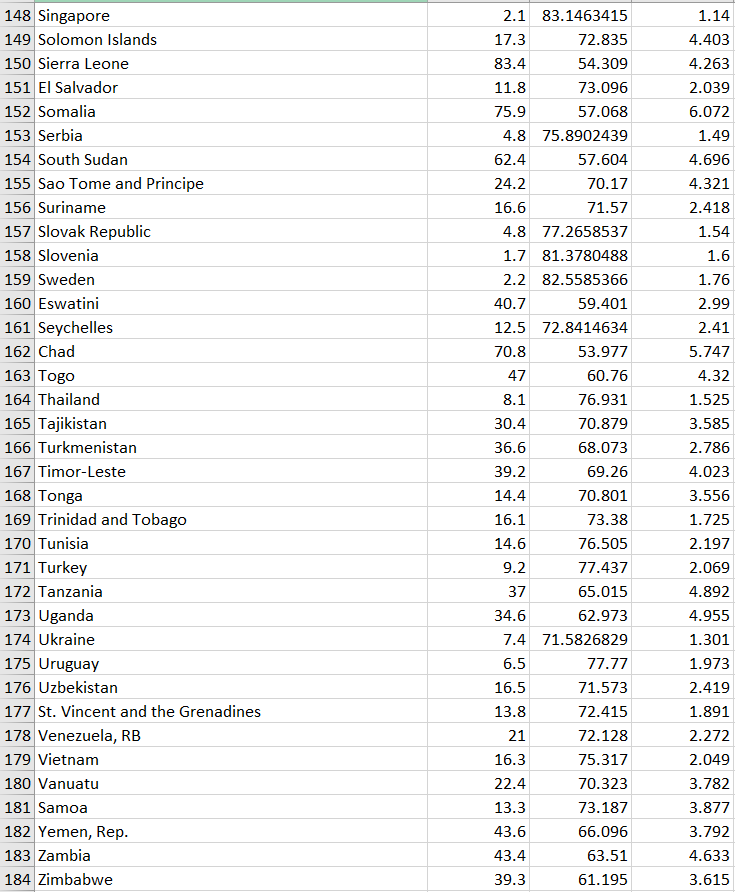 148 Singapore 2.1 83.1463415 1.14
149 Solomon Islands 17.3 72.835 4.403
150 Sierra Leone 83.4 54.309 4.263
151 El Salvador 11.8 73.096 2.039
152 Somalia 75.9 57.068 6.072
153 Serbia 4.8 75.8902439 1.49
154 South Sudan 62.4 57.604 4.696
155 Sao Tome and Principe 24.2 70.17 4.321
156 Suriname 16.6 71.57 2.418
157 Slovak Republic 4.8 77.2658537 1.54
158 Slovenia 1.7 81.3780488 1.6
159 Sweden 2.2 82.5585366 1.76
160 Eswatini 40.7 59.401 2.99
161 Seychelles 12.5 72.8414634 2.41
162 Chad 70.8 53.977 5.747
163 Togo 47 60.76 4.32
164 Thailand 8.1 76.931 1.525
165 Tajikistan 30.4 70.879 3.585
166 Turkmenistan 36.6 68.073 2.786
167 Timor-Leste 39.2 69.26 4.023
168 Tonga 14.4 70.801 3.556
169 Trinidad and Tobago 16.1 73.38 1.725
170 Tunisia 14.6 76.505 2.197
171 Turkey 9.2 77.437 2.069
172 Tanzania 37 65.015 4.892
173 Uganda 34.6 62.973 4.955
174 Ukraine 7.4 71.5826829 1.301
175 Uruguay 6.5 77.77 1.973
176 Uzbekistan 16.5 71.573 2.419
177 St. Vincent and the Grenadines 13.8 72.415 1.891
178 Venezuela, RB 21 72.128 2.272
179 Vietnam 16.3 75.317 2.049
180 Vanuatu 22.4 70.323 3.782
181 Samoa 13.3 73.187 3.877
182 Yemen, Rep. 43.6 66.096 3.792
183 Zambia 43.4 63.51 4.633
184 Zimbabwe 39.3 61.195 3.615